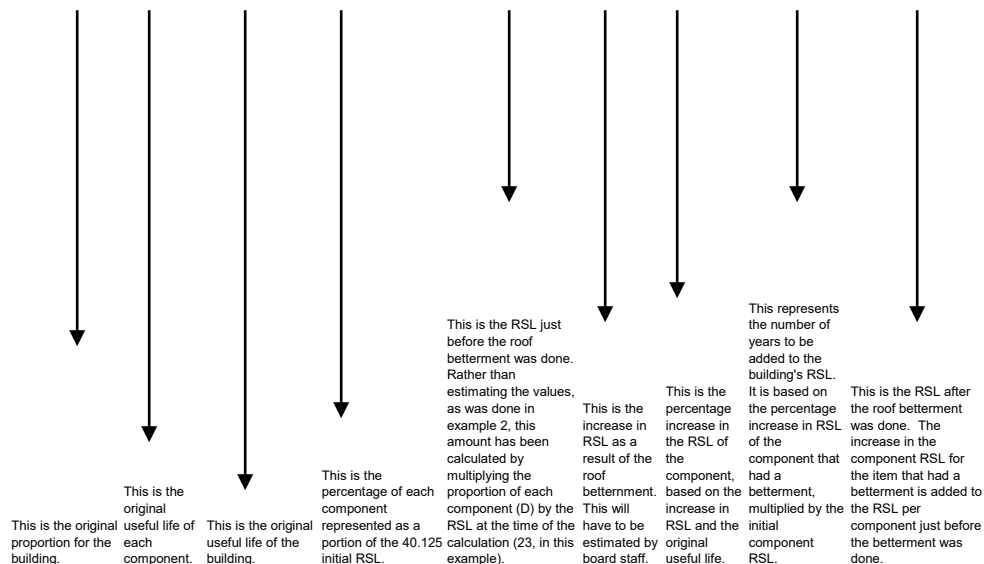 This is the original
proportion for the
building.
This is the
original
useful life of
each
component.
This is the original
useful life of the
building.
This is the
percentage of each
component
represented as a
portion of the 40.125
initial RSL.
This is the RSL just
before the roof
betterment was done.
Rather than
estimating the values,
as was done in
example 2, this
amount has been
calculated by
multiplying the
proportion of each
component (D) by the
RSL at the time of the
calculation (23, in this
example).
This is the
increase in
RSL as a
result of the
roof
betternment.
This will
have to be
estimated by
board staff.
This is the
percentage
increase in
the RSL of
the
component,
based on the
increase in
RSL and the
original
useful life.
This represents
the number of
years to be
added to the
building's RSL.
It is based on
the percentage
increase in RSL
of the
component that
had a
betterment,
multiplied by the
initial
component
RSL.
This is the RSL after
the roof betterment
was done.  The
increase in the
component RSL for
the item that had a
betterment is added to
the RSL per
component just before
the betterment was
done.